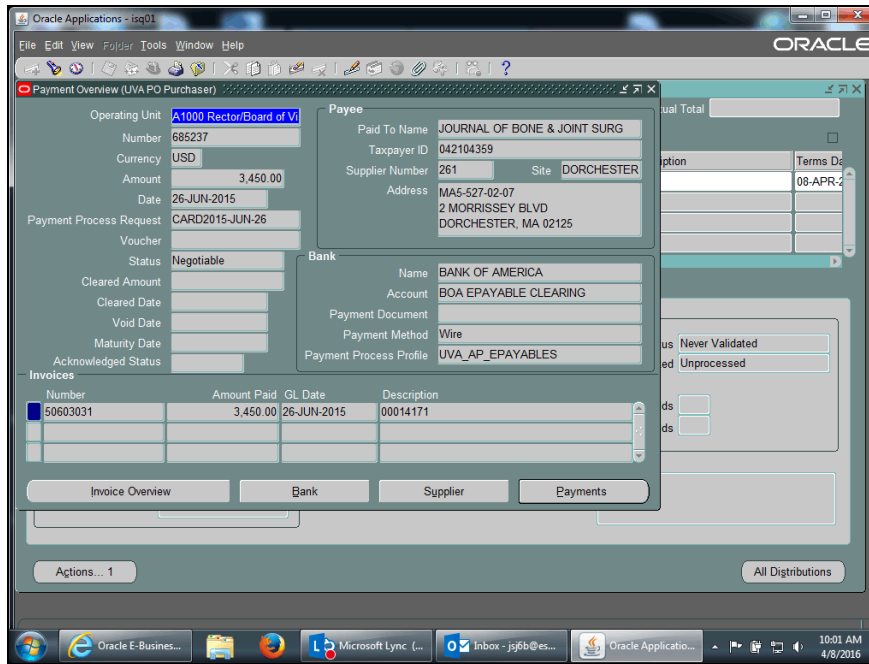 Oracle Applications - isq01
File Edit View Folder Tools Window Help
ORACLE
Payment Overview (UVA PO Purchaser)
Operating Unit A1000 Rector/Board of Vi
Number 685237
Currency USD
Amount 3,450.00
Date 26-JUN-2015
Payment Process Request CARD2015-JUN-26
Voucher
Status Negotiable
Cleared Amount
Cleared Date
Void Date
Maturity Date
Acknowledged Status
Payee
Paid To Name JOURNAL OF BONE & JOINT SURG
Taxpayer ID 042104359
Supplier Number 261 Site DORCHESTER
Address MA5-527-02-07
2 MORRISSEY BLVD
DORCHESTER, MA 02125
Bank
Name BANK OF AMERICA
Account BOA EPAYABLE CLEARING
Payment Document
Payment Method Wire
Payment Process Profile UVA_AP_EPAYABLES
Invoices
Number Amount Paid GL Date Description
50603031 3,450.00 26-JUN-2015 00014171
Invoice Overview Bank Supplier Payments
tual Total
iption Terms Da
08-APR-2
us Never Validated
ed Unprocessed
ds
ds
Actions... 1 All Distributions
Oracle E-Busines... Microsoft Lync (... Inbox - jsj6b@es... Oracle Applicatio... 10:01 AM
4/8/2016